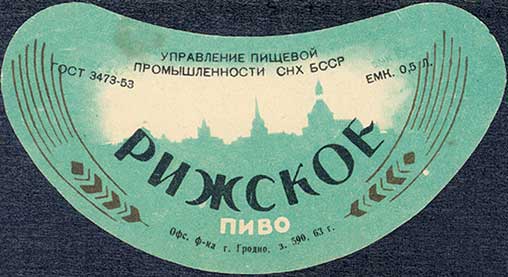 УПРАВЛЕНИЕ ПИЩЕВОЙ
ПРОМЫШЛЕННОСТИ СНХ БССР
ГОСТ 3473-53
ЕМК. 0,5 Л.
РИЖСКОЕ
ПИВО
Офс. ф-ка г. Гродно, з. 590, 63 г.